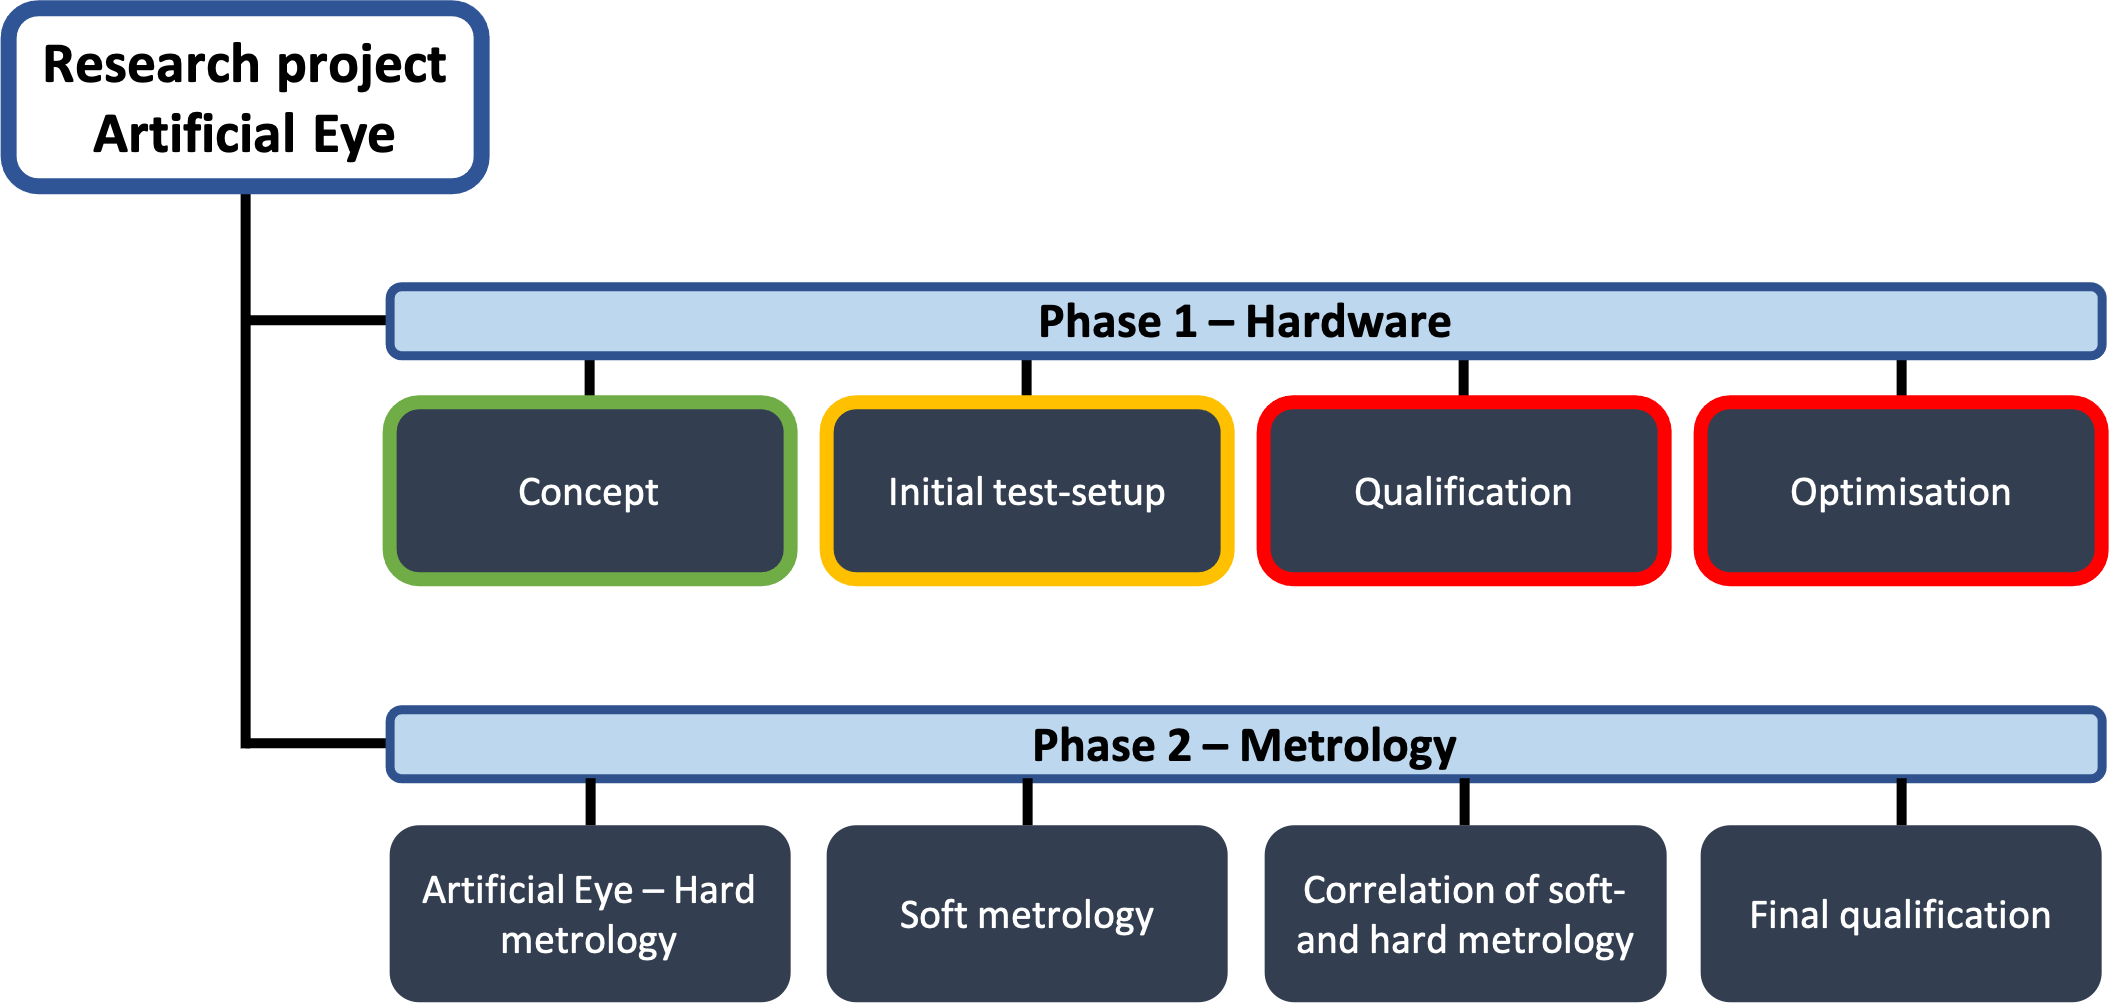 Research project
Artificial Eye
Phase 1 – Hardware
Concept
Initial test-setup
Qualification
Optimisation
Phase 2 – Metrology
Artificial Eye – Hard
metrology
Soft metrology
Correlation of soft-
and hard metrology
Final qualification